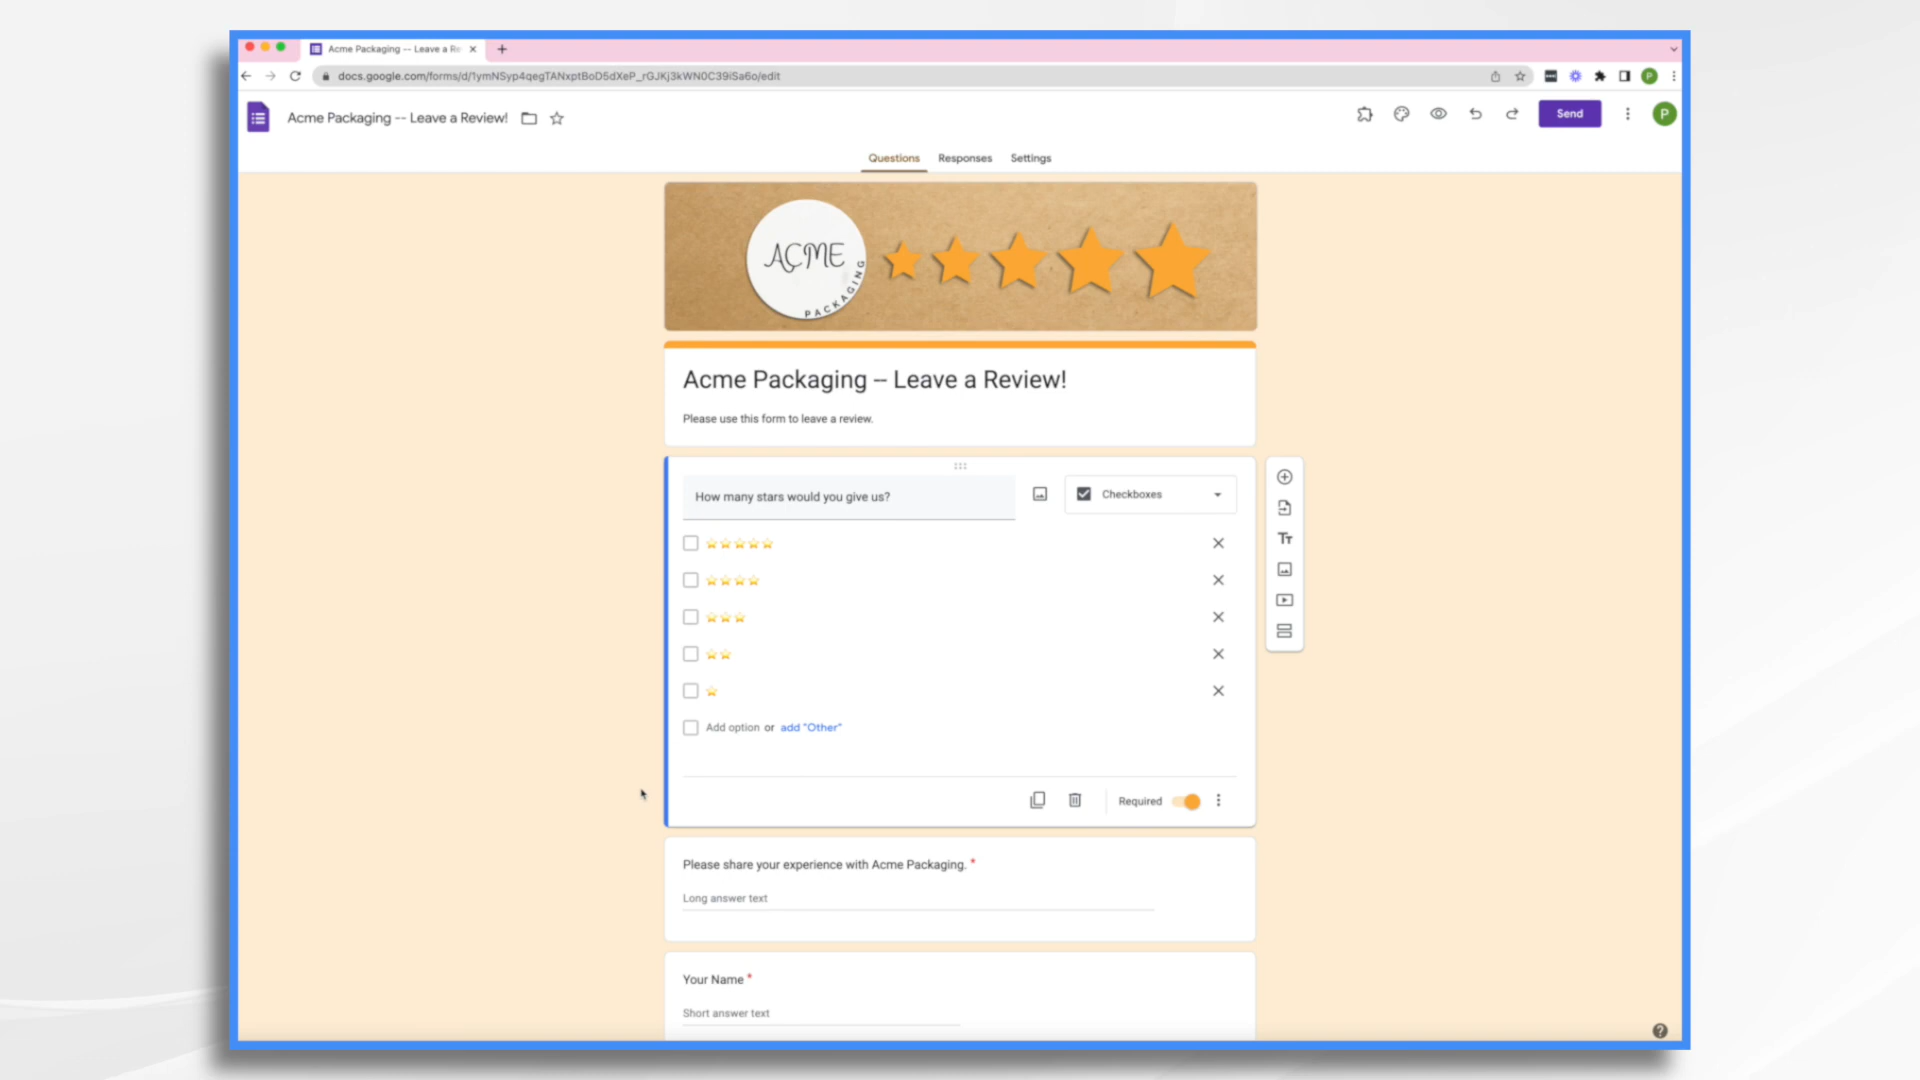 Acme Packaging -- Leave a Re
docs.google.com/forms/d/1ymNSyp4qegTANxptBoD5dXeP_rGJKj3kWN0C39iSa6o/edit
P
Acme Packaging -- Leave a Review!
Send
P
Questions
Responses
Settings
ACME
PACKAGING
Acme Packaging -- Leave a Review!
Please use this form to leave a review.
How many stars would you give us?
Checkboxes
⭐⭐⭐⭐⭐
⭐⭐⭐⭐
⭐⭐⭐
⭐⭐
⭐
Add option or add "Other"
Required
Please share your experience with Acme Packaging. *
Long answer text
Your Name *
Short answer text